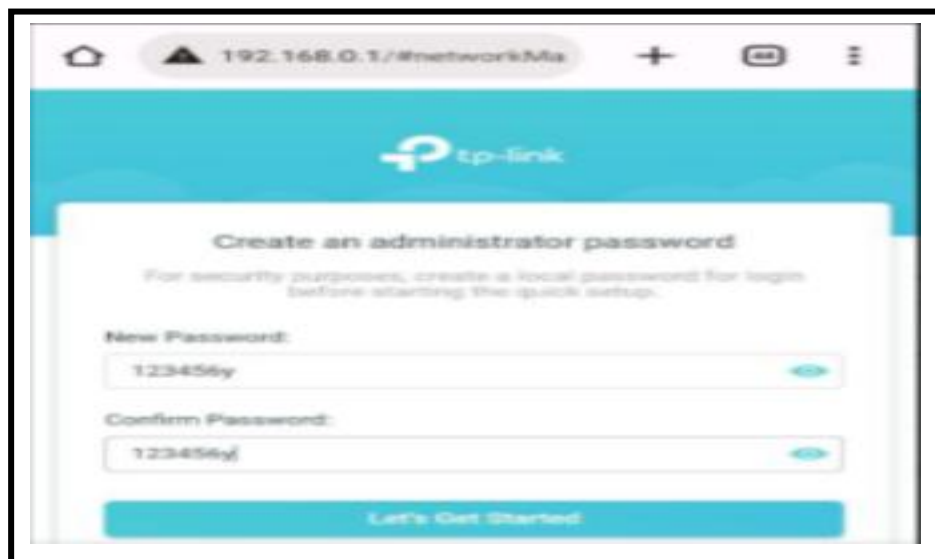 192.168.0.1/#networkMa
44
tp-link
Create an administrator password
For security purposes, create a local password for login
before starting the quick setup.
New Password:
123456y
Confirm Password:
123456y
Let's Get Started